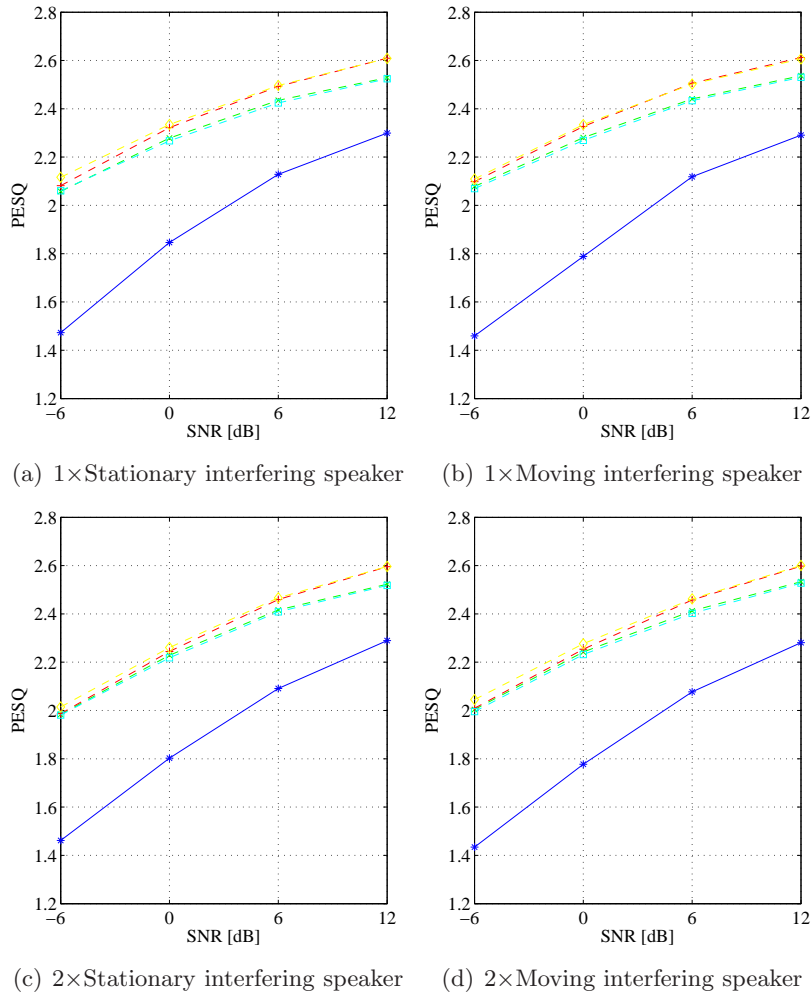 2.8
2.6
2.4
2.2
2
1.8
1.6
1.4
1.2
PESQ
−6 0 6 12
SNR [dB]
(a) 1×Stationary interfering speaker
2.8
2.6
2.4
2.2
2
1.8
1.6
1.4
1.2
PESQ
−6 0 6 12
SNR [dB]
(b) 1×Moving interfering speaker
2.8
2.6
2.4
2.2
2
1.8
1.6
1.4
1.2
PESQ
−6 0 6 12
SNR [dB]
(c) 2×Stationary interfering speaker
2.8
2.6
2.4
2.2
2
1.8
1.6
1.4
1.2
PESQ
−6 0 6 12
SNR [dB]
(d) 2×Moving interfering speaker